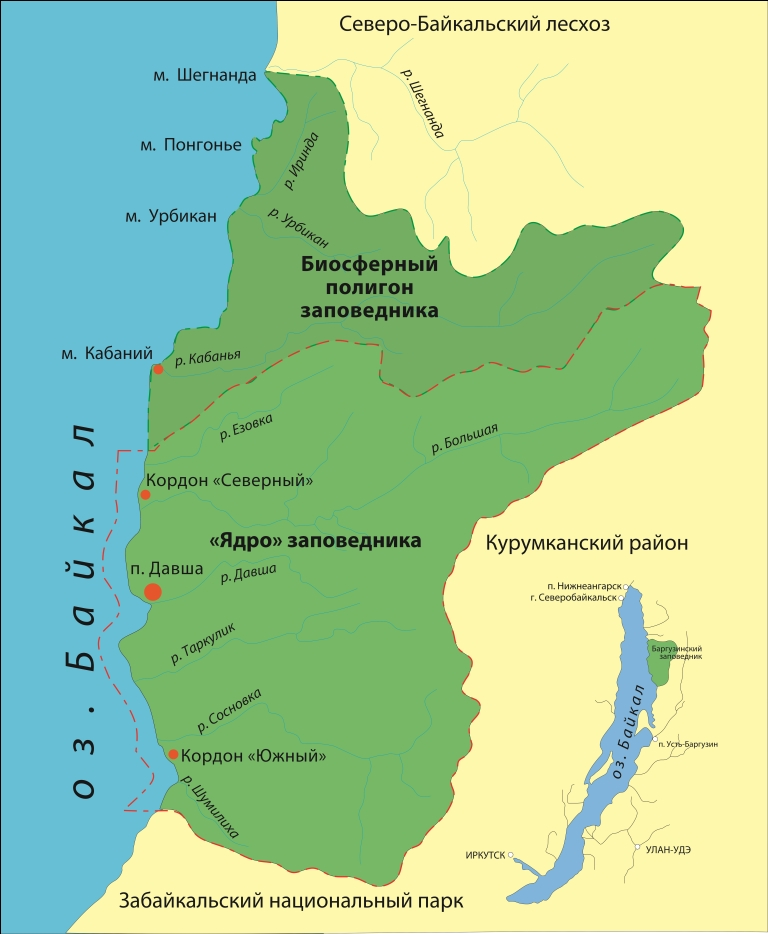 Северо-Байкальский лесхоз
м. Шегнанда
р. Шегнанда
м. Понгонье
р. Иринда
м. Урбикан
р. Урбикан
Биосферный
полигон
заповедника
м. Кабаний
р. Кабанья
р. Езовка
р. Большая
оз. Байкал
Кордон «Северный»
«Ядро» заповедника
Курумканский район
п. Давша
р. Давша
р. Таркулик
р. Сосновка
Кордон «Южный»
р. Шумилиха
Забайкальский национальный парк
п. Нижнеангарск
г. Северобайкальск
Баргузинский
заповедник
оз. Байкал
п. Усть-Баргузин
ИРКУТСК
УЛАН-УДЭ